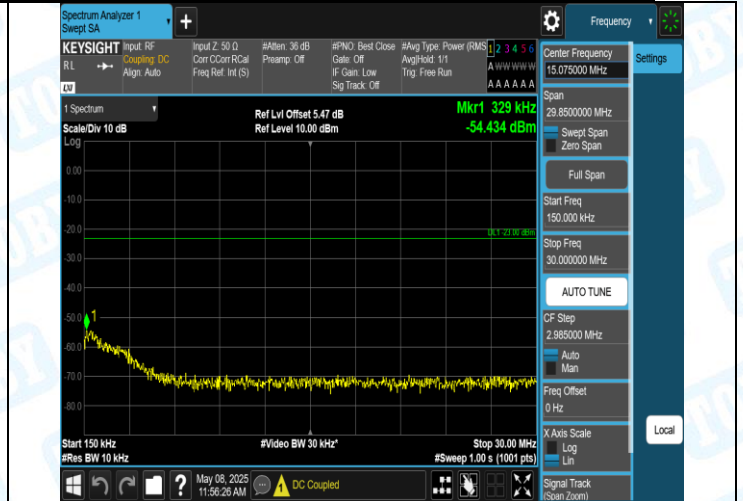 Spectrum Analyzer 1
Swept SA
Frequency
KEYSIGHT
RL
Input: RF
Coupling: DC
Align: Auto
Input Z: 50 Ω
Corr CCorr RCal
Freq Ref: Int (S)
#Atten: 36 dB
Preamp: Off
#PNO: Best Close
Gate: Off
IF Gain: Low
Sig Track: Off
#Avg Type: Power (RMS
Avg|Hold: 1/1
Trig: Free Run
1 2 3 4 5 6
A W W W W W
A A A A A A
LXI
1 Spectrum
Scale/Div 10 dB
Log
Ref Lvl Offset 5.47 dB
Ref Level 10.00 dBm
Mkr1 329 kHz
-54.434 dBm
0.00
-10.0
-20.0
DL1 -23.00 dBm
-30.0
-40.0
-50.0
1
-60.0
-70.0
-80.0
Start 150 kHz
#Res BW 10 kHz
#Video BW 30 kHz*
Stop 30.00 MHz
#Sweep 1.00 s (1001 pts)
Center Frequency
15.075000 MHz
Settings
Span
29.8500000 MHz
Swept Span
Zero Span
Full Span
Start Freq
150.000 kHz
Stop Freq
30.000000 MHz
AUTO TUNE
CF Step
2.985000 MHz
Auto
Man
Freq Offset
0 Hz
X Axis Scale
Log
Lin
Local
Signal Track
(Span Zoom)
?
May 08, 2025
11:56:26 AM
DC Coupled